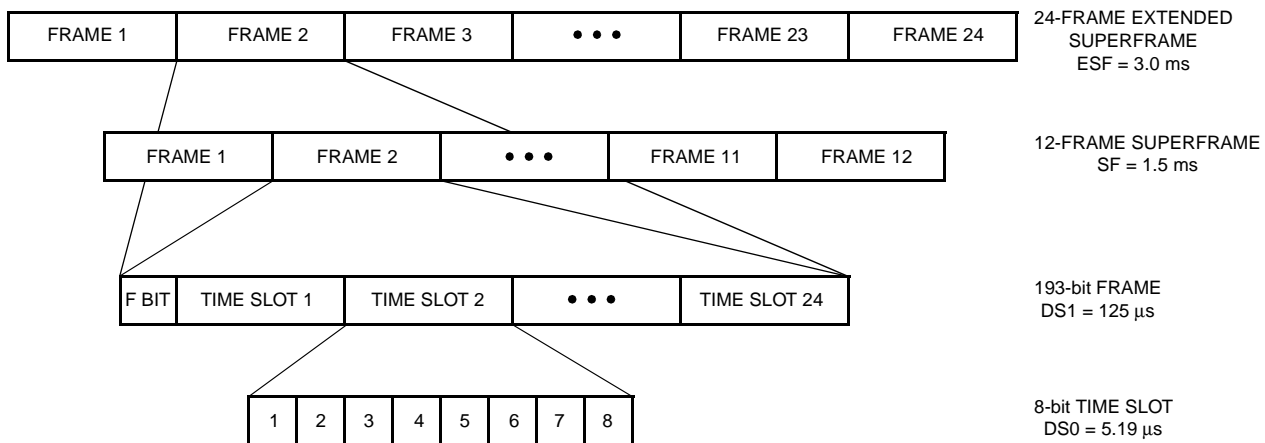 FRAME 1 FRAME 2 FRAME 3 • • • FRAME 23 FRAME 24
24-FRAME EXTENDED
SUPERFRAME
ESF = 3.0 ms
FRAME 1 FRAME 2 • • • FRAME 11 FRAME 12
12-FRAME SUPERFRAME
SF = 1.5 ms
F BIT TIME SLOT 1 TIME SLOT 2 • • • TIME SLOT 24
193-bit FRAME
DS1 = 125 μs
1 2 3 4 5 6 7 8
8-bit TIME SLOT
DS0 = 5.19 μs